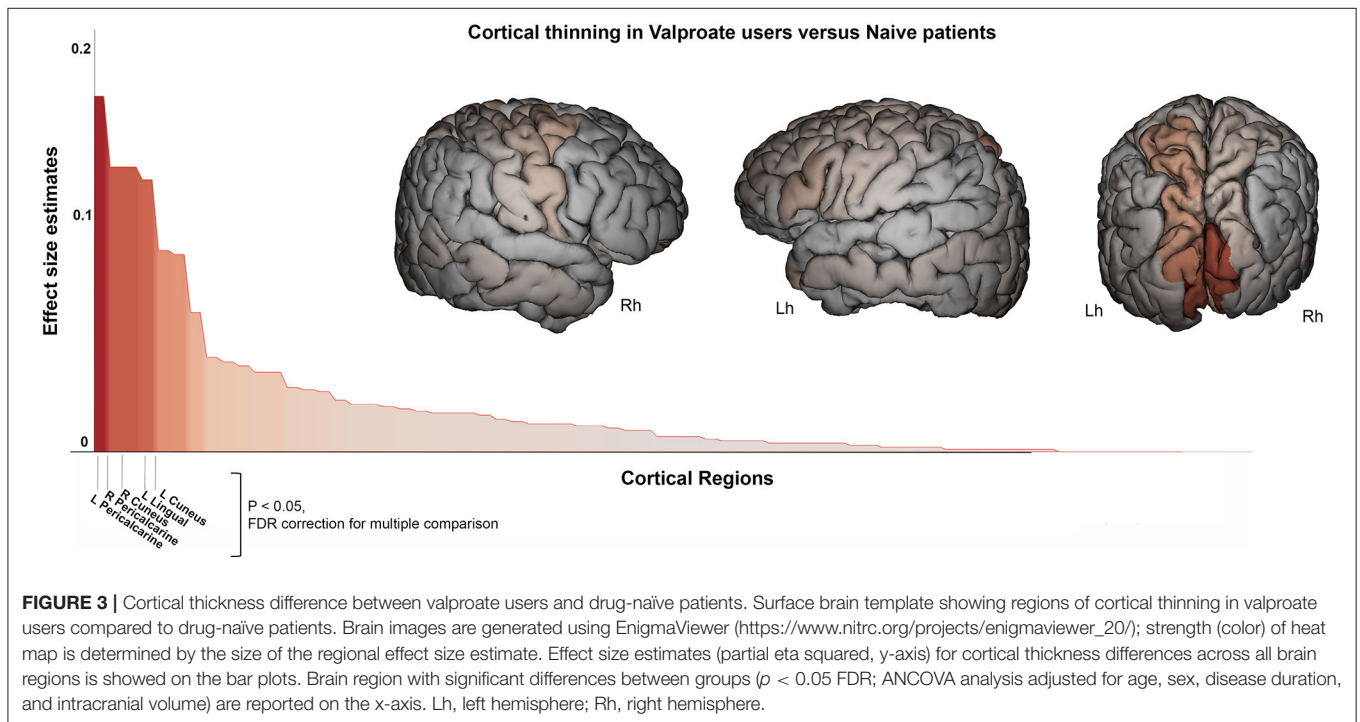 Cortical thinning in Valproate users versus Naive patients
0.2
0.1
0
Effect size estimates
Rh
Lh
Lh
Rh
Cortical Regions
L Pericalcarine
R Pericalcarine
R Cuneus
L Lingual
L Cuneus
P < 0.05,
FDR correction for multiple comparison
FIGURE 3 | Cortical thickness difference between valproate users and drug-naïve patients. Surface brain template showing regions of cortical thinning in valproate
users compared to drug-naïve patients. Brain images are generated using EnigmaViewer (https://www.nitrc.org/projects/enigmaviewer_20/); strength (color) of heat
map is determined by the size of the regional effect size estimate. Effect size estimates (partial eta squared, y-axis) for cortical thickness differences across all brain
regions is showed on the bar plots. Brain region with significant differences between groups (p < 0.05 FDR; ANCOVA analysis adjusted for age, sex, disease duration,
and intracranial volume) are reported on the x-axis. Lh, left hemisphere; Rh, right hemisphere.